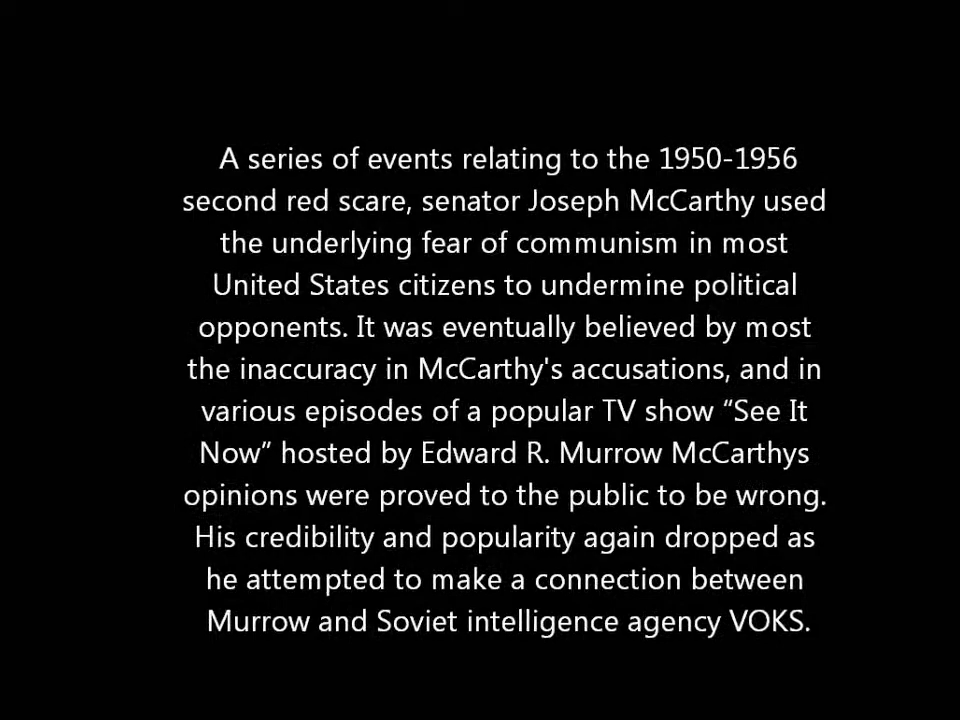 A series of events relating to the 1950-1956
second red scare, senator Joseph McCarthy used
the underlying fear of communism in most
United States citizens to undermine political
opponents. It was eventually believed by most
the inaccuracy in McCarthy's accusations, and in
various episodes of a popular TV show “See It
Now” hosted by Edward R. Murrow McCarthys
opinions were proved to the public to be wrong.
His credibility and popularity again dropped as
he attempted to make a connection between
Murrow and Soviet intelligence agency VOKS.